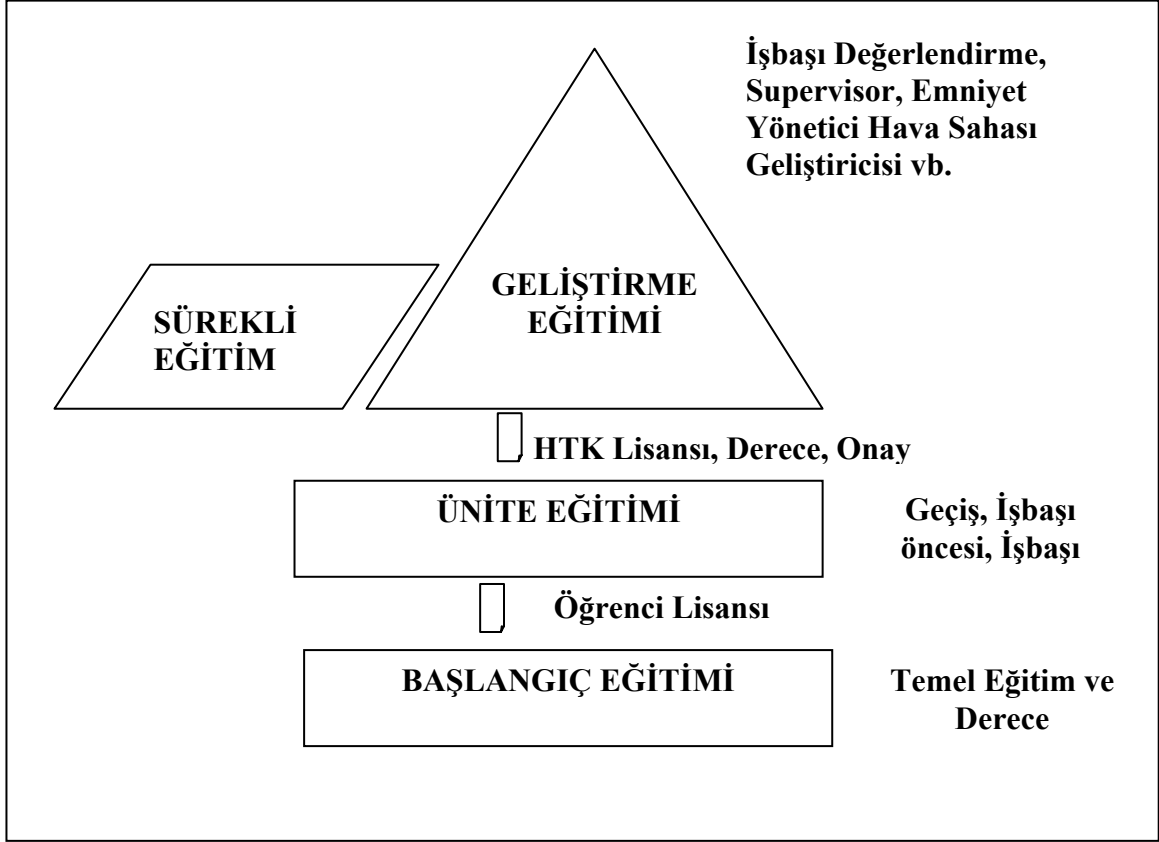 İşbaşı Değerlendirme,
Supervisor, Emniyet
Yönetici Hava Sahası
Geliştiricisi vb.
GELİŞTİRME
EĞİTİMİ
SÜREKLİ
EĞİTİM
HTK Lisansı, Derece, Onay
ÜNİTE EĞİTİMİ
Geçiş, İşbaşı
öncesi, İşbaşı
Öğrenci Lisansı
BAŞLANGIÇ EĞİTİMİ
Temel Eğitim ve
Derece